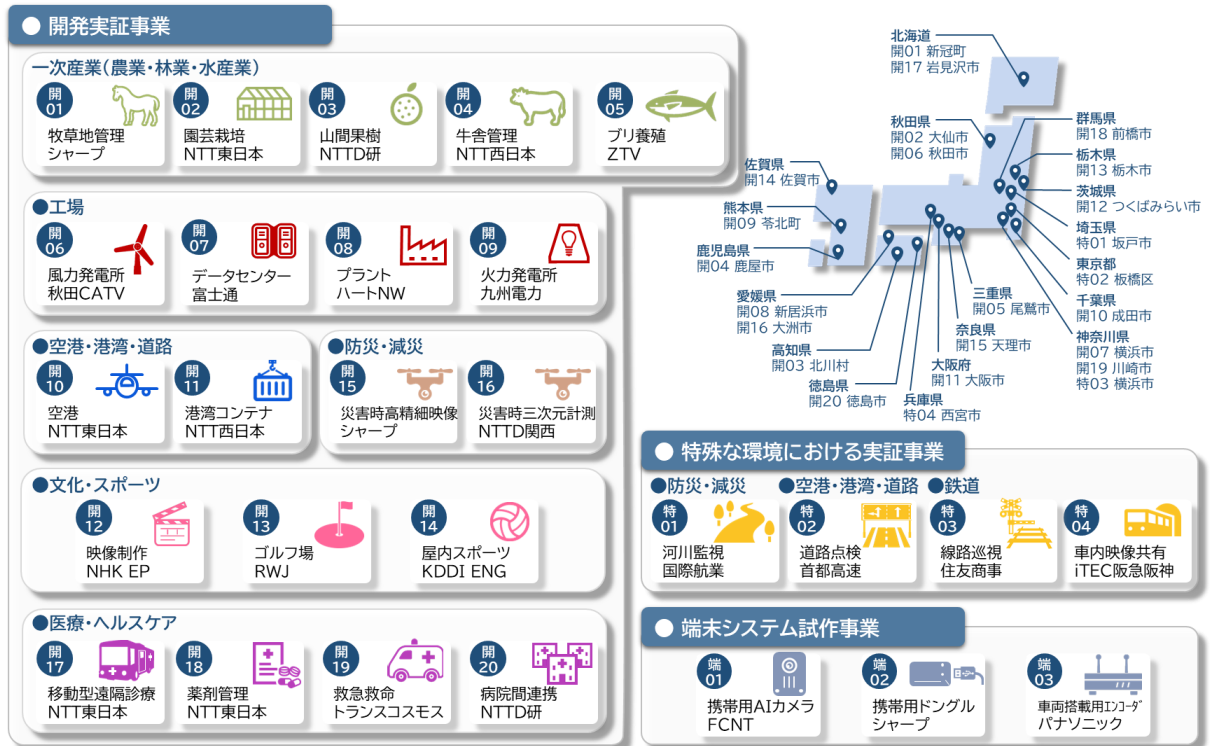 ● 開発実証事業
一次産業(農業・林業・水産業)
開
01
牧草地管理
シャープ
開
02
園芸栽培
NTT東日本
開
03
山間果樹
NTTD研
開
04
牛舎管理
NTT西日本
開
05
ブリ養殖
ZTV
●工場
開
06
風力発電所
秋田CATV
開
07
データセンター
富士通
開
08
プラント
ハートNW
開
09
火力発電所
九州電力
●空港・港湾・道路
開
10
空港
NTT東日本
開
11
港湾コンテナ
NTT西日本
●防災・減災
開
15
災害時高精細映像
シャープ
開
16
災害時三次元計測
NTTD関西
●文化・スポーツ
開
12
映像制作
NHK EP
開
13
ゴルフ場
RWJ
開
14
屋内スポーツ
KDDI ENG
●医療・ヘルスケア
開
17
移動型遠隔診療
NTT東日本
開
18
薬剤管理
NTT東日本
開
19
救急救命
トランスコスモス
開
20
病院間連携
NTTD研
北海道
開01 新冠町
開17 岩見沢市
秋田県
開02 大仙市
開06 秋田市
佐賀県
開14 佐賀市
熊本県
開09 苓北町
鹿児島県
開04 鹿屋市
愛媛県
開08 新居浜市
開16 大洲市
高知県
開03 北川村
徳島県
開20 徳島市
兵庫県
特04 西宮市
大阪府
開11 大阪市
奈良県
開15 天理市
三重県
開05 尾鷲市
群馬県
開18 前橋市
栃木県
開13 栃木市
茨城県
開12 つくばみらい市
埼玉県
特01 坂戸市
東京都
特02 板橋区
千葉県
開10 成田市
神奈川県
開07 横浜市
開19 川崎市
特03 横浜市
● 特殊な環境における実証事業
●防災・減災
特
01
河川監視
国際航業
●空港・港湾・道路
特
02
道路点検
首都高速
●鉄道
特
03
線路巡視
住友商事
特
04
車内映像共有
iTEC阪急阪神
● 端末システム試作事業
端
01
携帯用AIカメラ
FCNT
端
02
携帯用ドングル
シャープ
端
03
車両搭載用ｴﾝｺｰﾀﾞ
パナソニック